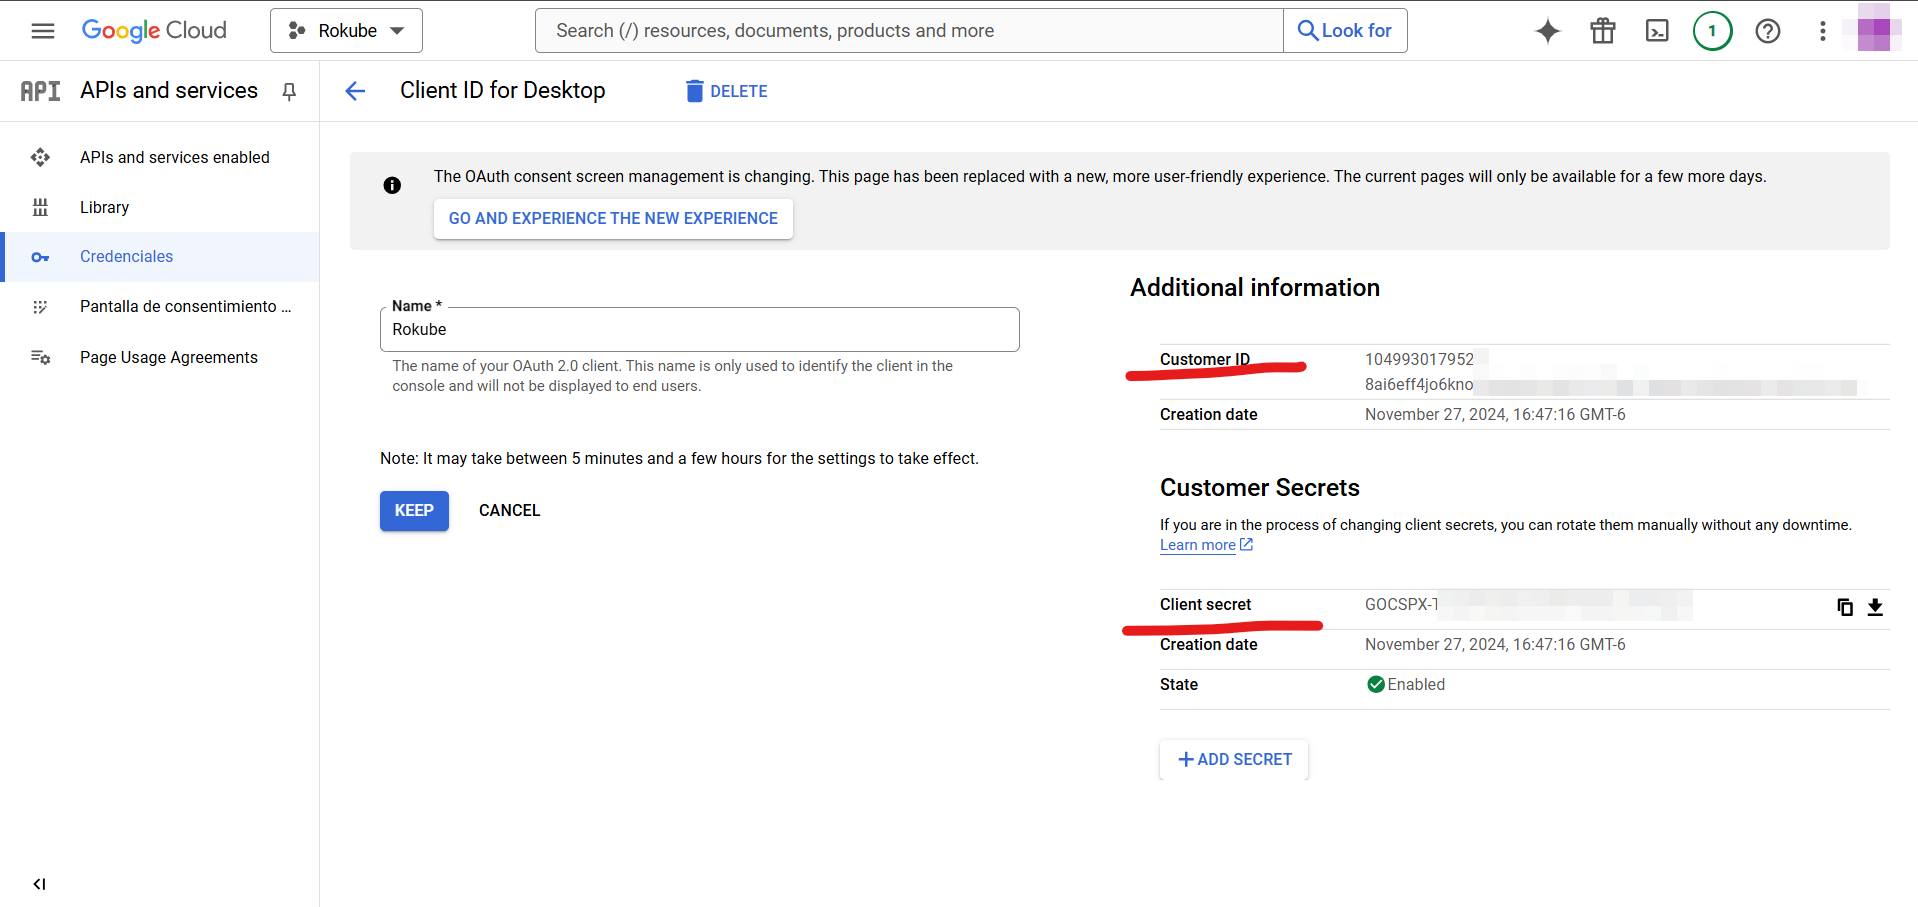 Google Cloud
Rokube
Search (/) resources, documents, products and more
Look for
1
API APIs and services
Client ID for Desktop
DELETE
APIs and services enabled
Library
Credenciales
Pantalla de consentimiento ...
Page Usage Agreements
The OAuth consent screen management is changing. This page has been replaced with a new, more user-friendly experience. The current pages will only be available for a few more days.
GO AND EXPERIENCE THE NEW EXPERIENCE
Name *
Rokube
The name of your OAuth 2.0 client. This name is only used to identify the client in the
console and will not be displayed to end users.
Note: It may take between 5 minutes and a few hours for the settings to take effect.
KEEP
CANCEL
Additional information
Customer ID 104993017952
8ai6eff4jo6kno
Creation date November 27, 2024, 16:47:16 GMT-6
Customer Secrets
If you are in the process of changing client secrets, you can rotate them manually without any downtime.
Learn more
Client secret GOCSPX-T
Creation date November 27, 2024, 16:47:16 GMT-6
State Enabled
ADD SECRET